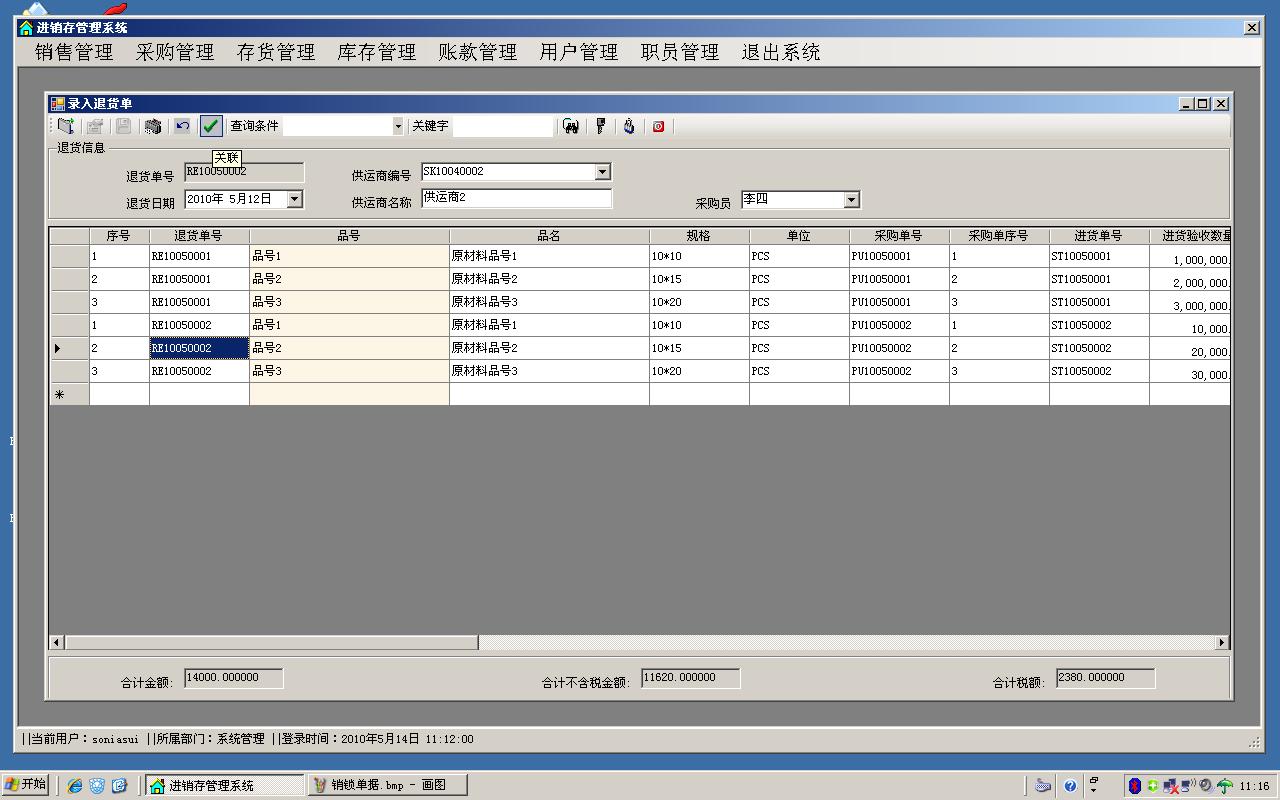 进销存管理系统
销售管理 采购管理 存货管理 库存管理 账款管理 用户管理 职员管理 退出系统
录入退货单
查询条件 关键字
退货信息
关联
退货单号 RE10050002 供运商编号 SK10040002
退货日期 2010年 5月12日 供运商名称 供运商2 采购员 李四
序号 退货单号 品号 品名 规格 单位 采购单号 采购单序号 进货单号 进货验收数量
1 RE10050001 品号1 原材料品号1 10*10 PCS PU10050001 1 ST10050001 1,000,000.
2 RE10050001 品号2 原材料品号2 10*15 PCS PU10050001 2 ST10050001 2,000,000.
3 RE10050001 品号3 原材料品号3 10*20 PCS PU10050001 3 ST10050001 3,000,000.
1 RE10050002 品号1 原材料品号1 10*10 PCS PU10050002 1 ST10050002 10,000.
2 RE10050002 品号2 原材料品号2 10*15 PCS PU10050002 2 ST10050002 20,000.
3 RE10050002 品号3 原材料品号3 10*20 PCS PU10050002 3 ST10050002 30,000.
合计金额: 14000.000000 合计不含税金额: 11620.000000 合计税额: 2380.000000
||当前用户：soniasui ||所属部门：系统管理 ||登录时间：2010年5月14日 11:12:00
开始 进销存管理系统 销锁单据.bmp - 画图 11:16